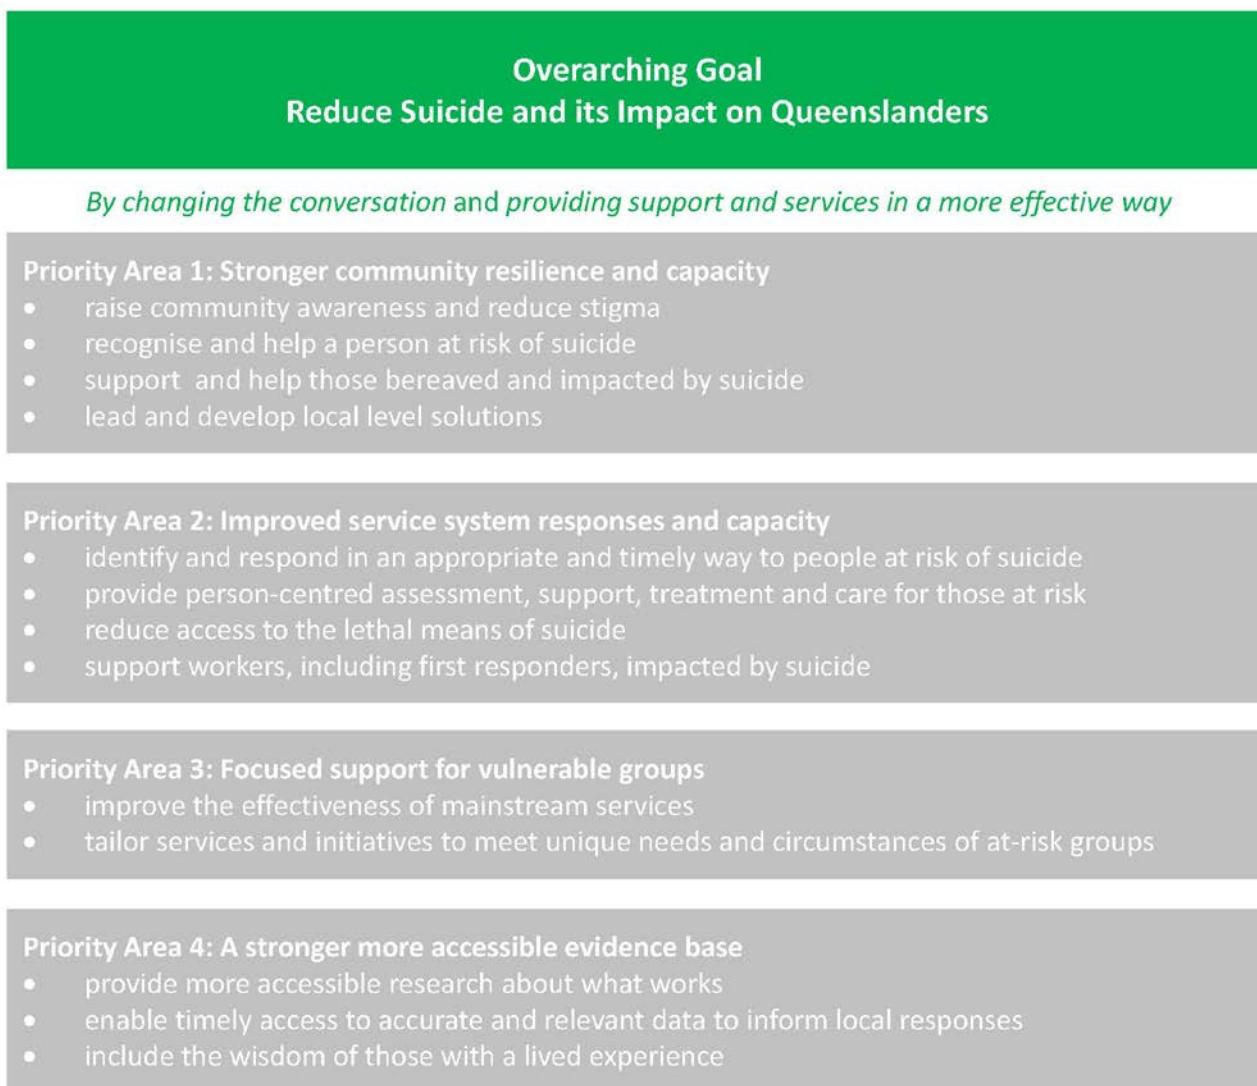 Overarching Goal
Reduce Suicide and its Impact on Queenslanders
By changing the conversation and providing support and services in a more effective way
Priority Area 1: Stronger community resilience and capacity
• raise community awareness and reduce stigma
• recognise and help a person at risk of suicide
• support and help those bereaved and impacted by suicide
• lead and develop local level solutions
Priority Area 2: Improved service system responses and capacity
• identify and respond in an appropriate and timely way to people at risk of suicide
• provide person-centred assessment, support, treatment and care for those at risk
• reduce access to the lethal means of suicide
• support workers, including first responders, impacted by suicide
Priority Area 3: Focused support for vulnerable groups
• improve the effectiveness of mainstream services
• tailor services and initiatives to meet unique needs and circumstances of at-risk groups
Priority Area 4: A stronger more accessible evidence base
• provide more accessible research about what works
• enable timely access to accurate and relevant data to inform local responses
• include the wisdom of those with a lived experience